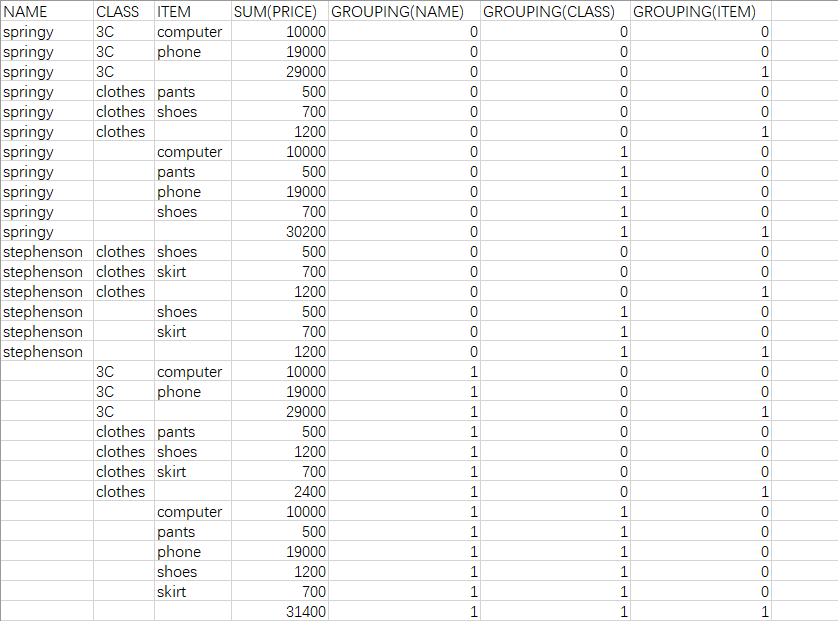 NAME CLASS ITEM SUM(PRICE) GROUPING(NAME) GROUPING(CLASS) GROUPING(ITEM)
springy 3C computer 10000 0 0 0
springy 3C phone 19000 0 0 0
springy 3C 29000 0 0 1
springy clothes pants 500 0 0 0
springy clothes shoes 700 0 0 0
springy clothes 1200 0 0 1
springy computer 10000 0 1 0
springy pants 500 0 1 0
springy phone 19000 0 1 0
springy shoes 700 0 1 0
springy 30200 0 1 1
stephenson clothes shoes 500 0 0 0
stephenson clothes skirt 700 0 0 0
stephenson clothes 1200 0 0 1
stephenson shoes 500 0 1 0
stephenson skirt 700 0 1 0
stephenson 1200 0 1 1
3C computer 10000 1 0 0
3C phone 19000 1 0 0
3C 29000 1 0 1
clothes pants 500 1 0 0
clothes shoes 1200 1 0 0
clothes skirt 700 1 0 0
clothes 2400 1 0 1
computer 10000 1 1 0
pants 500 1 1 0
phone 19000 1 1 0
shoes 1200 1 1 0
skirt 700 1 1 0
31400 1 1 1